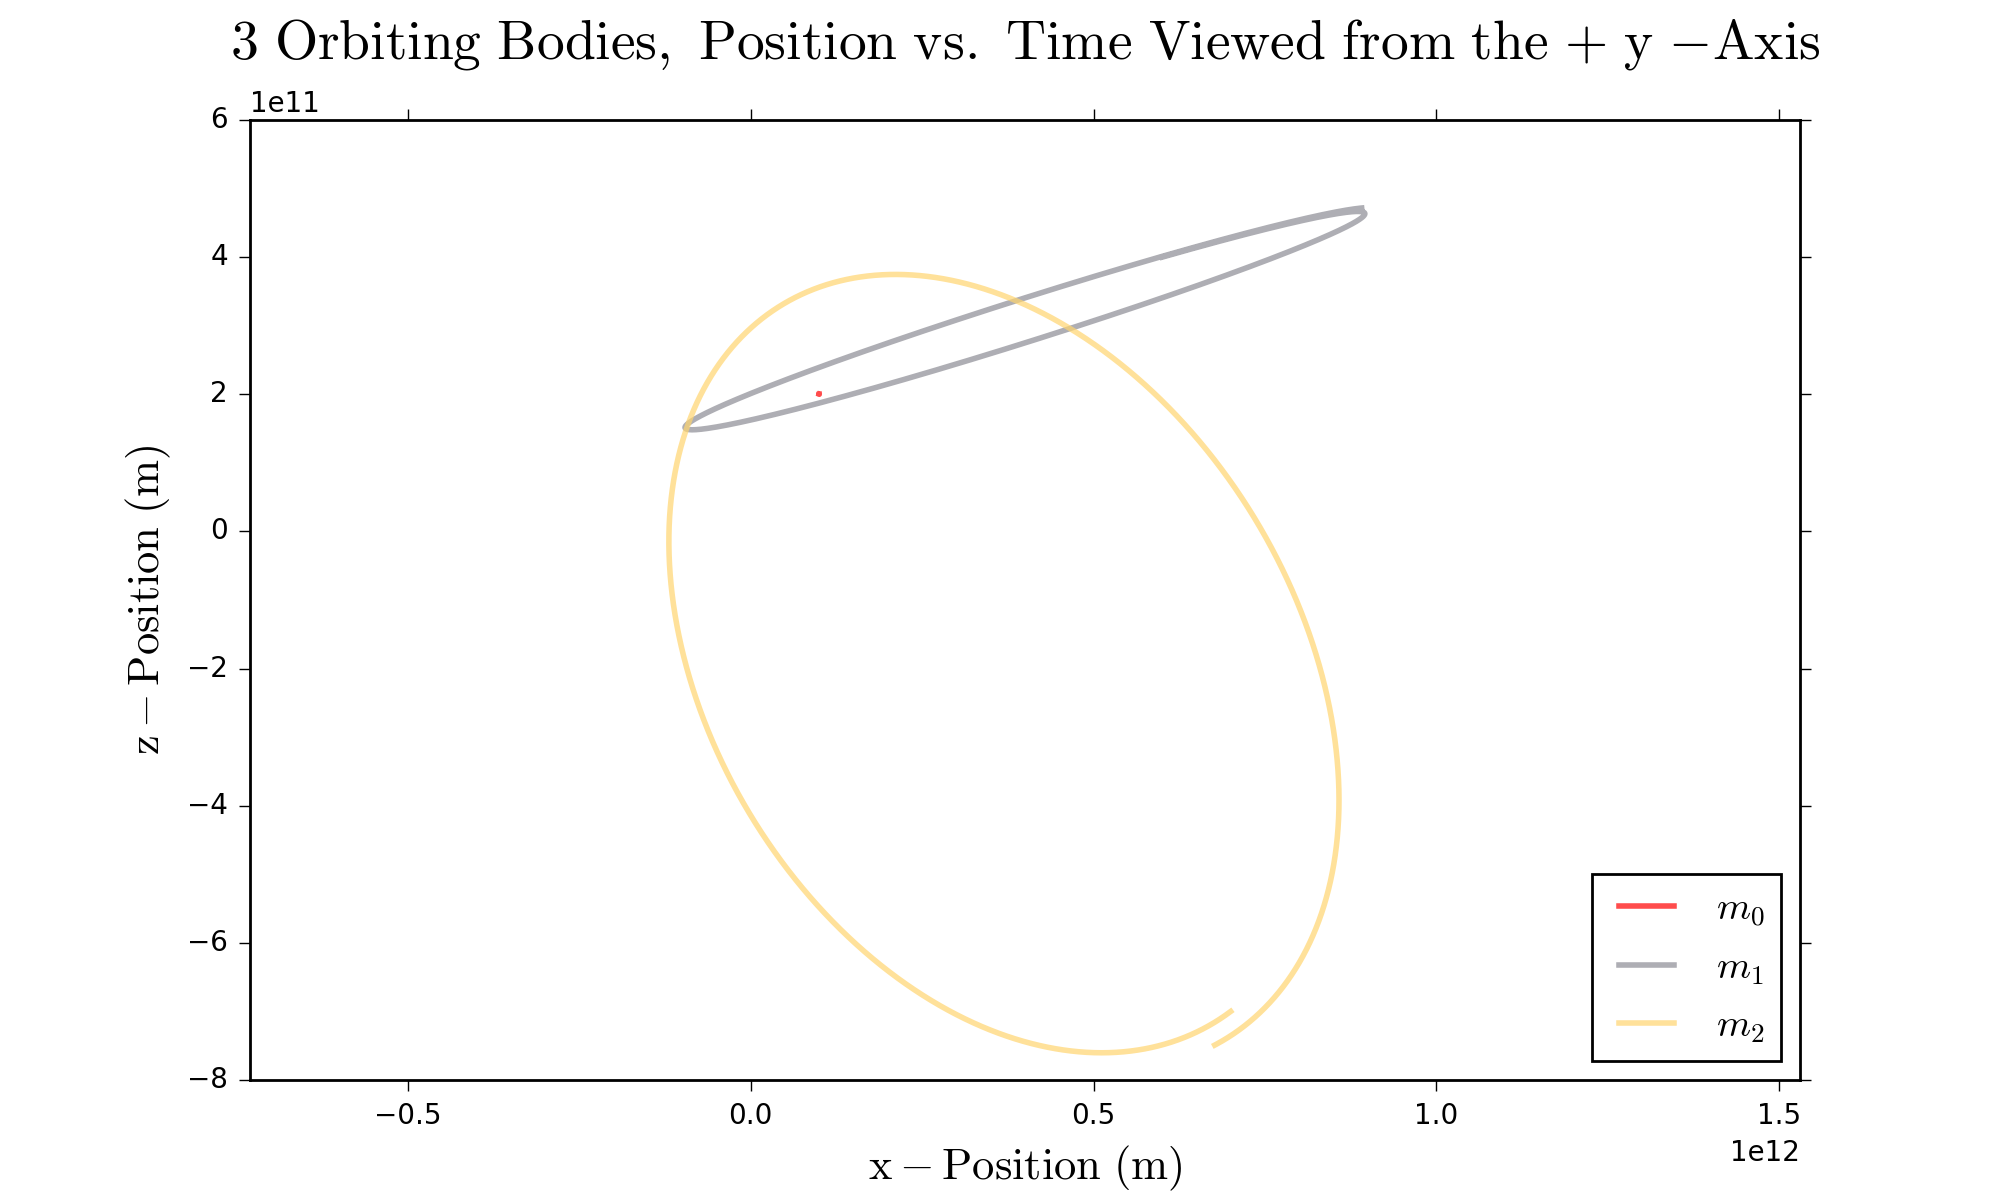 3 Orbiting Bodies, Position vs. Time Viewed from the + y −Axis
1e11
6
4
2
0
−2
−4
−6
−8
z − Position (m)
−0.5 0.0 0.5 1.0 1.5
1e12
x − Position (m)
m₀
m₁
m₂